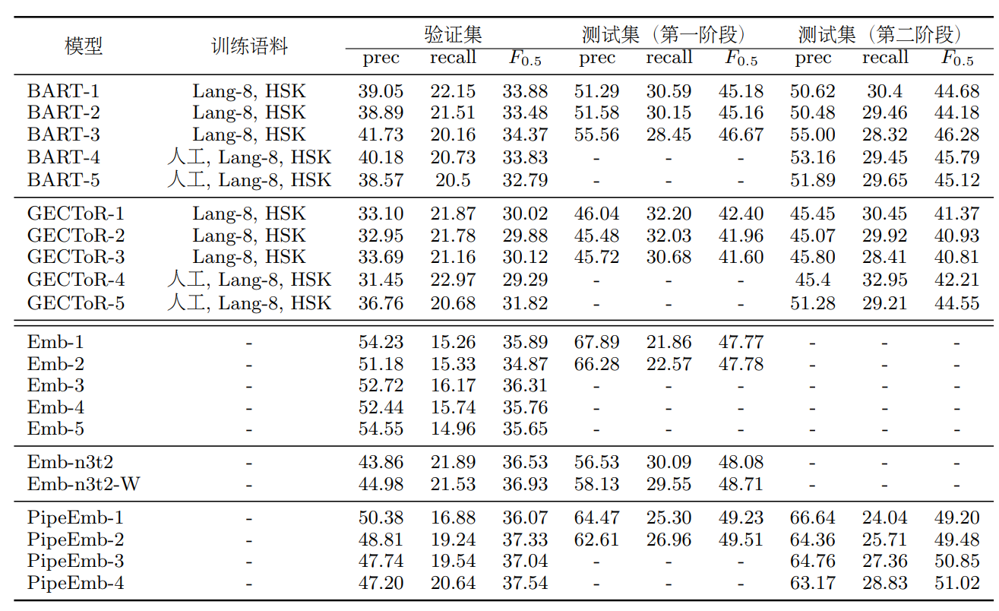 模型 训练语料 验证集 测试集（第一阶段） 测试集（第二阶段）
prec recall F0.5 prec recall F0.5 prec recall F0.5
BART-1 Lang-8, HSK 39.05 22.15 33.88 51.29 30.59 45.18 50.62 30.4 44.68
BART-2 Lang-8, HSK 38.89 21.51 33.48 51.58 30.15 45.16 50.48 29.46 44.18
BART-3 Lang-8, HSK 41.73 20.16 34.37 55.56 28.45 46.67 55.00 28.32 46.28
BART-4 人工, Lang-8, HSK 40.18 20.73 33.83 - - - 53.16 29.45 45.79
BART-5 人工, Lang-8, HSK 38.57 20.5 32.79 - - - 51.89 29.65 45.12
GECToR-1 Lang-8, HSK 33.10 21.87 30.02 46.04 32.20 42.40 45.45 30.45 41.37
GECToR-2 Lang-8, HSK 32.95 21.78 29.88 45.48 32.03 41.96 45.07 29.92 40.93
GECToR-3 Lang-8, HSK 33.69 21.16 30.12 45.72 30.68 41.60 45.80 28.41 40.81
GECToR-4 人工, Lang-8, HSK 31.45 22.97 29.29 - - - 45.4 32.95 42.21
GECToR-5 人工, Lang-8, HSK 36.76 20.68 31.82 - - - 51.28 29.21 44.55
Emb-1 - 54.23 15.26 35.89 67.89 21.86 47.77 - - -
Emb-2 - 51.18 15.33 34.87 66.28 22.57 47.78 - - -
Emb-3 - 52.72 16.17 36.31 - - - - - -
Emb-4 - 52.44 15.74 35.76 - - - - - -
Emb-5 - 54.55 14.96 35.65 - - - - - -
Emb-n3t2 - 43.86 21.89 36.53 56.53 30.09 48.08 - - -
Emb-n3t2-W - 44.98 21.53 36.93 58.13 29.55 48.71 - - -
PipeEmb-1 - 50.38 16.88 36.07 64.47 25.30 49.23 66.64 24.04 49.20
PipeEmb-2 - 48.81 19.24 37.33 62.61 26.96 49.51 64.36 25.71 49.48
PipeEmb-3 - 47.74 19.54 37.04 - - - 64.76 27.36 50.85
PipeEmb-4 - 47.20 20.64 37.54 - - - 63.17 28.83 51.02